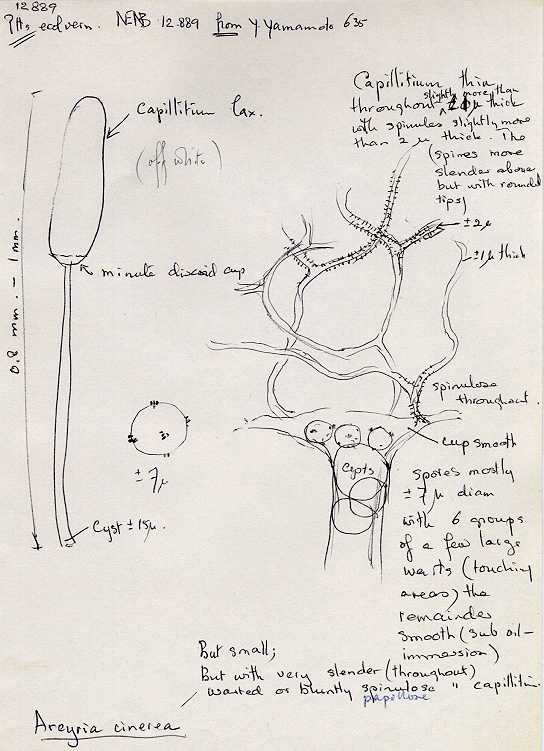 12889
ecdvern. NENB 12.889 from Y. Yamamoto 635
Capillitium lax.
(off white)
minute discoid cup
0.8 mm. - 1 mm.
± 7µ
Cyst ± 15µ.
Capillitium thin
slightly more than
throughout µ thick
with spinules slightly more
than 2 µ thick. The
(spines more
slender above
but with rounded
tips)
± 2µ
± 1µ thick
spinulose
throughout.
cup smooth
Cysts
spores mostly
± 7µ diam
with 6 groups
of a few large
warts (touching
areas) the
remainder
smooth (sub oil-
immersion)
But small;
But with very slender (throughout)
warted or bluntly spinulose " capillitium.
papillose
Arcyria cinerea